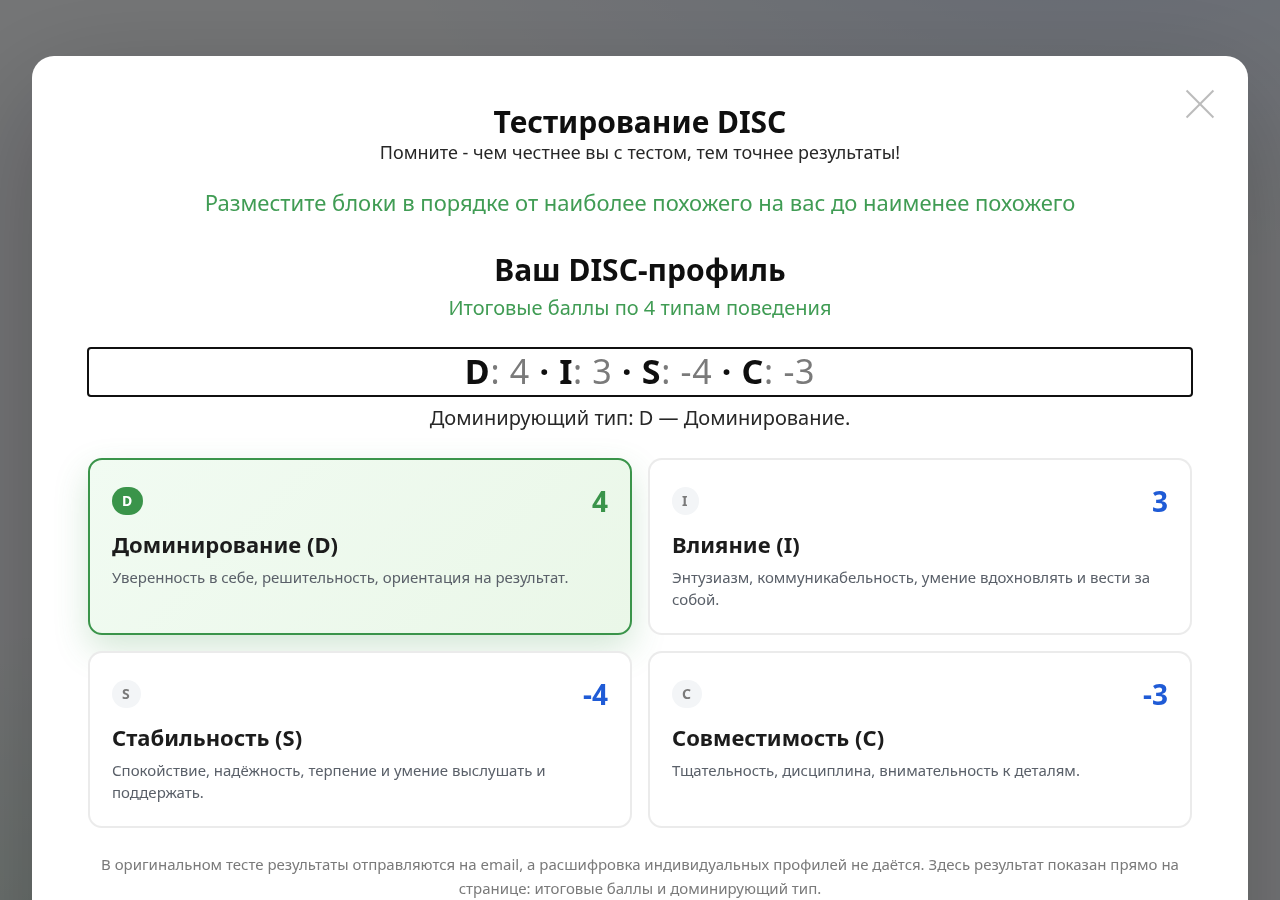 Тестирование DISC
Помните - чем честнее вы с тестом, тем точнее результаты!
Разместите блоки в порядке от наиболее похожего на вас до наименее похожего
Ваш DISC-профиль
Итоговые баллы по 4 типам поведения
D: 4 · I: 3 · S: -4 · C: -3
Доминирующий тип: D — Доминирование.
D 4
Доминирование (D)
Уверенность в себе, решительность, ориентация на результат.
I 3
Влияние (I)
Энтузиазм, коммуникабельность, умение вдохновлять и вести за
собой.
S -4
Стабильность (S)
Спокойствие, надёжность, терпение и умение выслушать и
поддержать.
C -3
Совместимость (C)
Тщательность, дисциплина, внимательность к деталям.
В оригинальном тесте результаты отправляются на email, а расшифровка индивидуальных профилей не даётся. Здесь результат показан прямо на
странице: итоговые баллы и доминирующий тип.